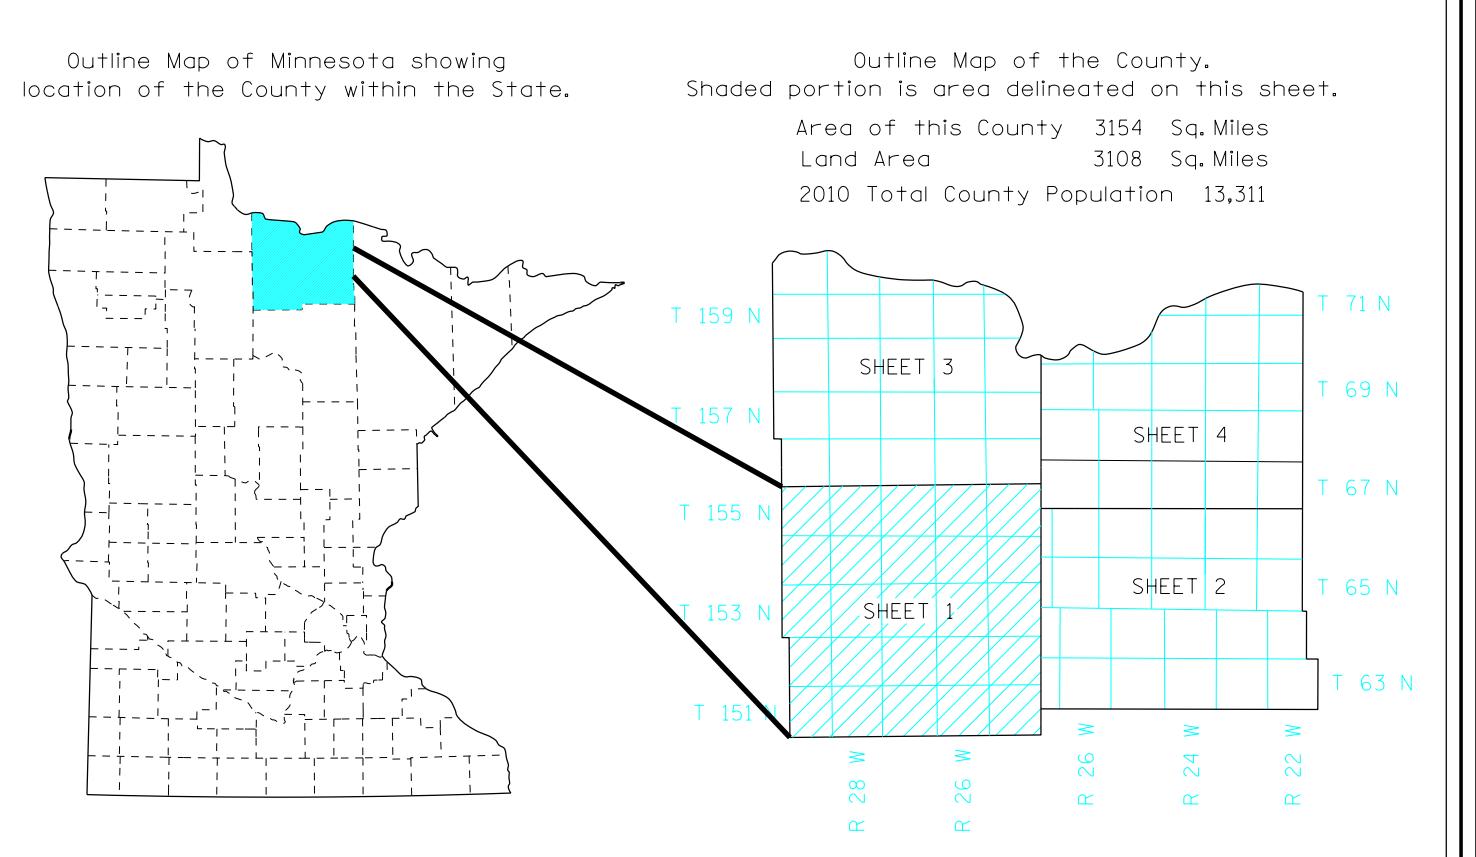 Outline Map of Minnesota showing
location of the County within the State.
Outline Map of the County.
Shaded portion is area delineated on this sheet.
Area of this County 3154 Sq. Miles
Land Area 3108 Sq. Miles
2010 Total County Population 13,311
T 159 N
T 157 N
T 155 N
T 153 N
T 151 N
SHEET 3
SHEET 1
SHEET 4
SHEET 2
T 71 N
T 69 N
T 67 N
T 65 N
T 63 N
R 28 W
R 26 W
R 26 W
R 24 W
R 22 W